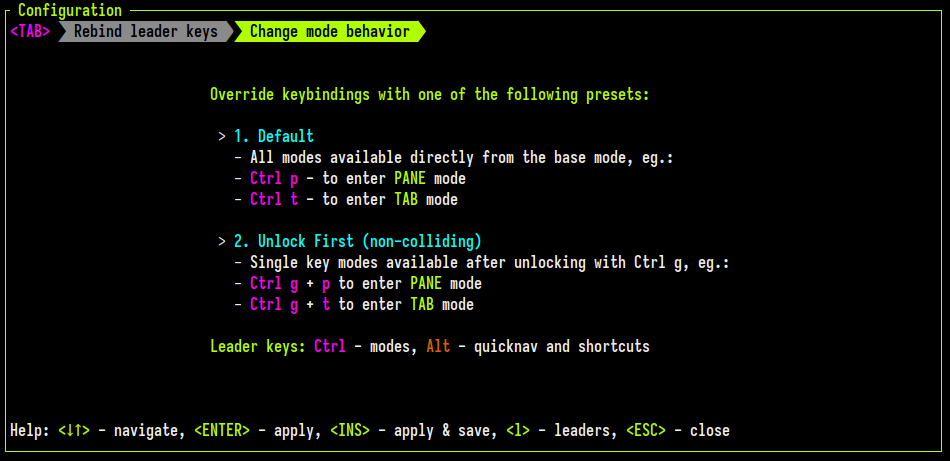 Configuration
<TAB> Rebind leader keys Change mode behavior
Override keybindings with one of the following presets:
> 1. Default
- All modes available directly from the base mode, eg.:
- Ctrl p - to enter PANE mode
- Ctrl t - to enter TAB mode
> 2. Unlock First (non-colliding)
- Single key modes available after unlocking with Ctrl g, eg.:
- Ctrl g + p to enter PANE mode
- Ctrl g + t to enter TAB mode
Leader keys: Ctrl - modes, Alt - quicknav and shortcuts
Help: <↓↑> - navigate, <ENTER> - apply, <INS> - apply & save, <l> - leaders, <ESC> - close